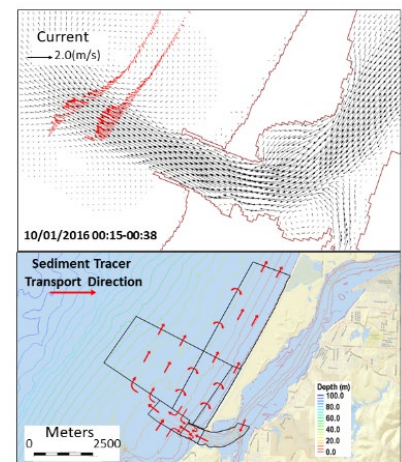 Current
2.0(m/s)
10/01/2016 00:15-00:38
Sediment Tracer
Transport Direction
Depth (m)
100.0
80.0
60.0
40.0
20.0
0.0
Meters
0 2500